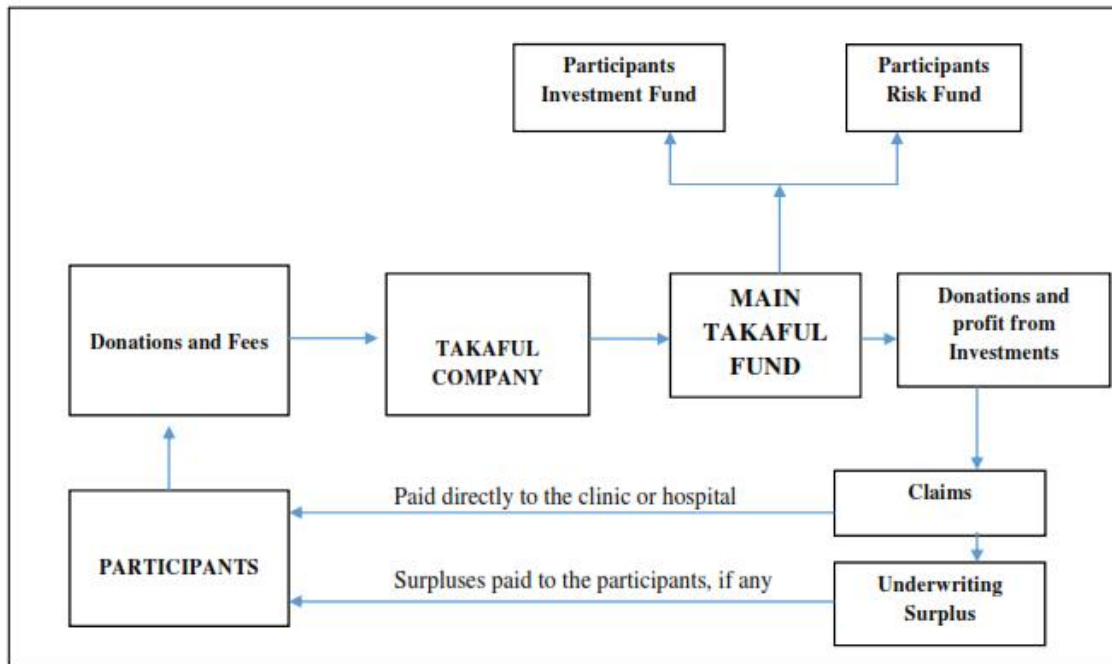 Participants
Investment Fund
Participants
Risk Fund
Donations and Fees
TAKAFUL
COMPANY
MAIN
TAKAFUL
FUND
Donations and
profit from
Investments
Paid directly to the clinic or hospital
Claims
PARTICIPANTS
Surpluses paid to the participants, if any
Underwriting
Surplus